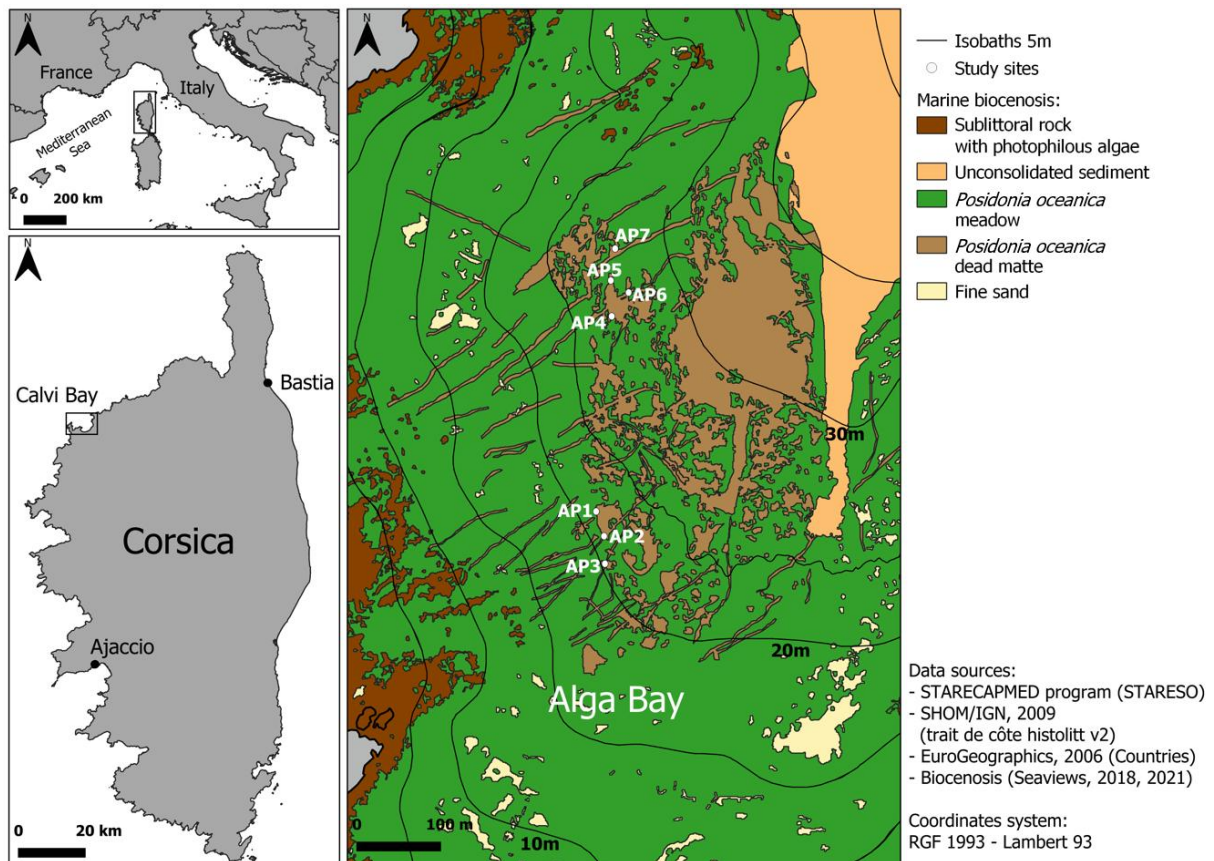 N
France
Italy
Mediterranean
Sea
0 200 km
N
Calvi Bay
Bastia
Corsica
Ajaccio
0 20 km
N
AP7
AP5
AP6
AP4
30m
AP1
AP2
AP3
20m
Alga Bay
0 100 m
10m
Isobaths 5m
Study sites
Marine biocenosis:
Sublittoral rock
with photophilous algae
Unconsolidated sediment
Posidonia oceanica
meadow
Posidonia oceanica
dead matte
Fine sand
Data sources:
- STARECAPMED program (STARESO)
- SHOM/IGN, 2009
(trait de côte histolitt v2)
- EuroGeographics, 2006 (Countries)
- Biocenosis (Seaviews, 2018, 2021)
Coordinates system:
RGF 1993 - Lambert 93